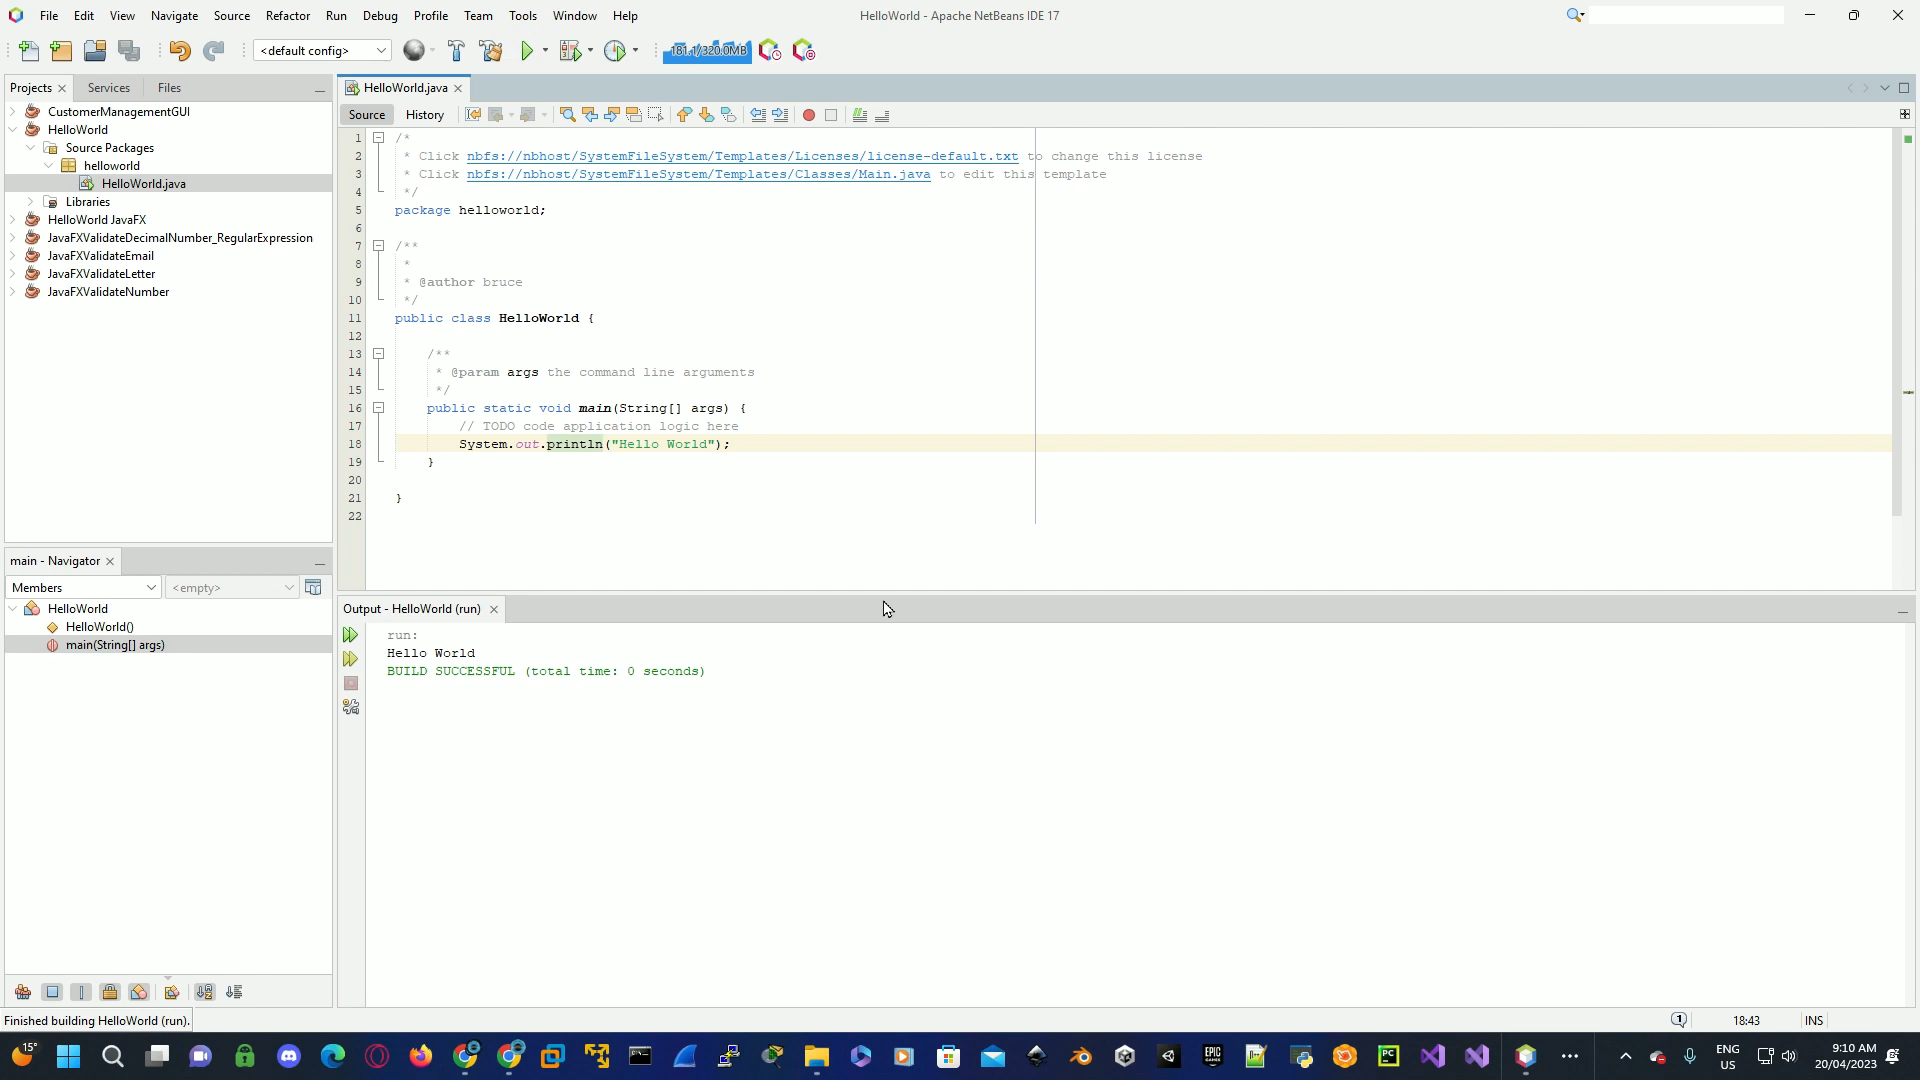 File Edit View Navigate Source Refactor Run Debug Profile Team Tools Window Help
HelloWorld - Apache NetBeans IDE 17
<default config>
181.1/320.0MB
Projects Services Files
CustomerManagementGUI
HelloWorld
Source Packages
helloworld
HelloWorld.java
Libraries
HelloWorld JavaFX
JavaFXValidateDecimalNumber_RegularExpression
JavaFXValidateEmail
JavaFXValidateLetter
JavaFXValidateNumber
HelloWorld.java
Source History
1 /*
2 * Click nbfs://nbhost/SystemFileSystem/Templates/Licenses/license-default.txt to change this license
3 * Click nbfs://nbhost/SystemFileSystem/Templates/Classes/Main.java to edit this template
4 */
5 package helloworld;
6
7 /**
8 *
9 * @author bruce
10 */
11 public class HelloWorld {
12
13 /**
14 * @param args the command line arguments
15 */
16 public static void main(String[] args) {
17 // TODO code application logic here
18 System.out.println("Hello World");
19 }
20
21 }
22
main - Navigator
Members <empty>
HelloWorld
HelloWorld()
main(String[] args)
Output - HelloWorld (run)
run:
Hello World
BUILD SUCCESSFUL (total time: 0 seconds)
Finished building HelloWorld (run).
1 18:43 INS
15°
EPIC GAMES
PC
ENG
US
9:10 AM
20/04/2023